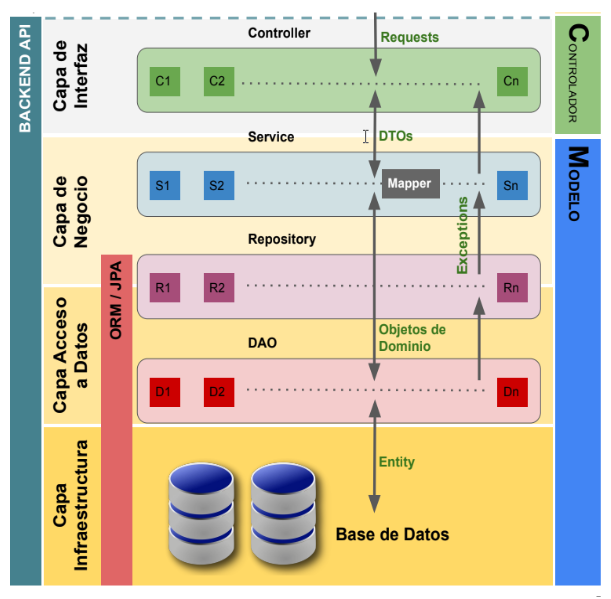 BACKEND API
Capa de
Interfaz
Controller
Requests
C1
C2
Cn
CONTROLADOR
DTOs
Capa de
Negocio
Service
S1
S2
Mapper
Sn
MODELO
Exceptions
Repository
R1
R2
Rn
ORM / JPA
Capa Acceso
a Datos
Objetos de
Dominio
DAO
D1
D2
Dn
Capa
Infraestructura
Entity
Base de Datos